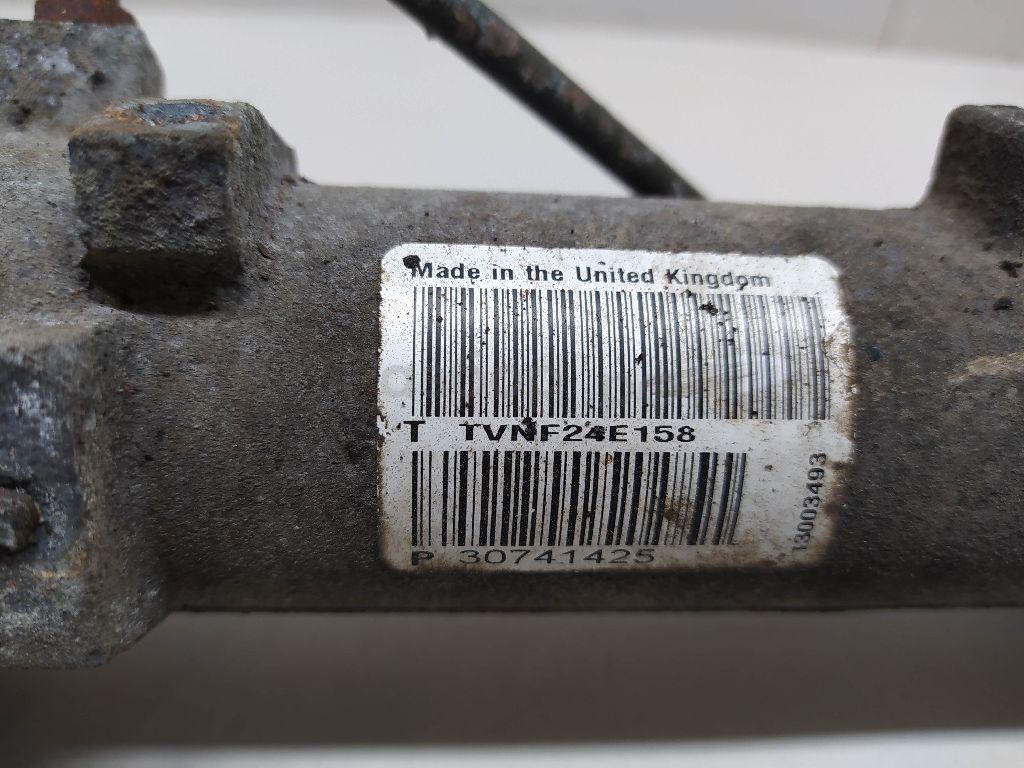 Made in the United Kingdom
T TVNF24E158
P 30741425
13003493